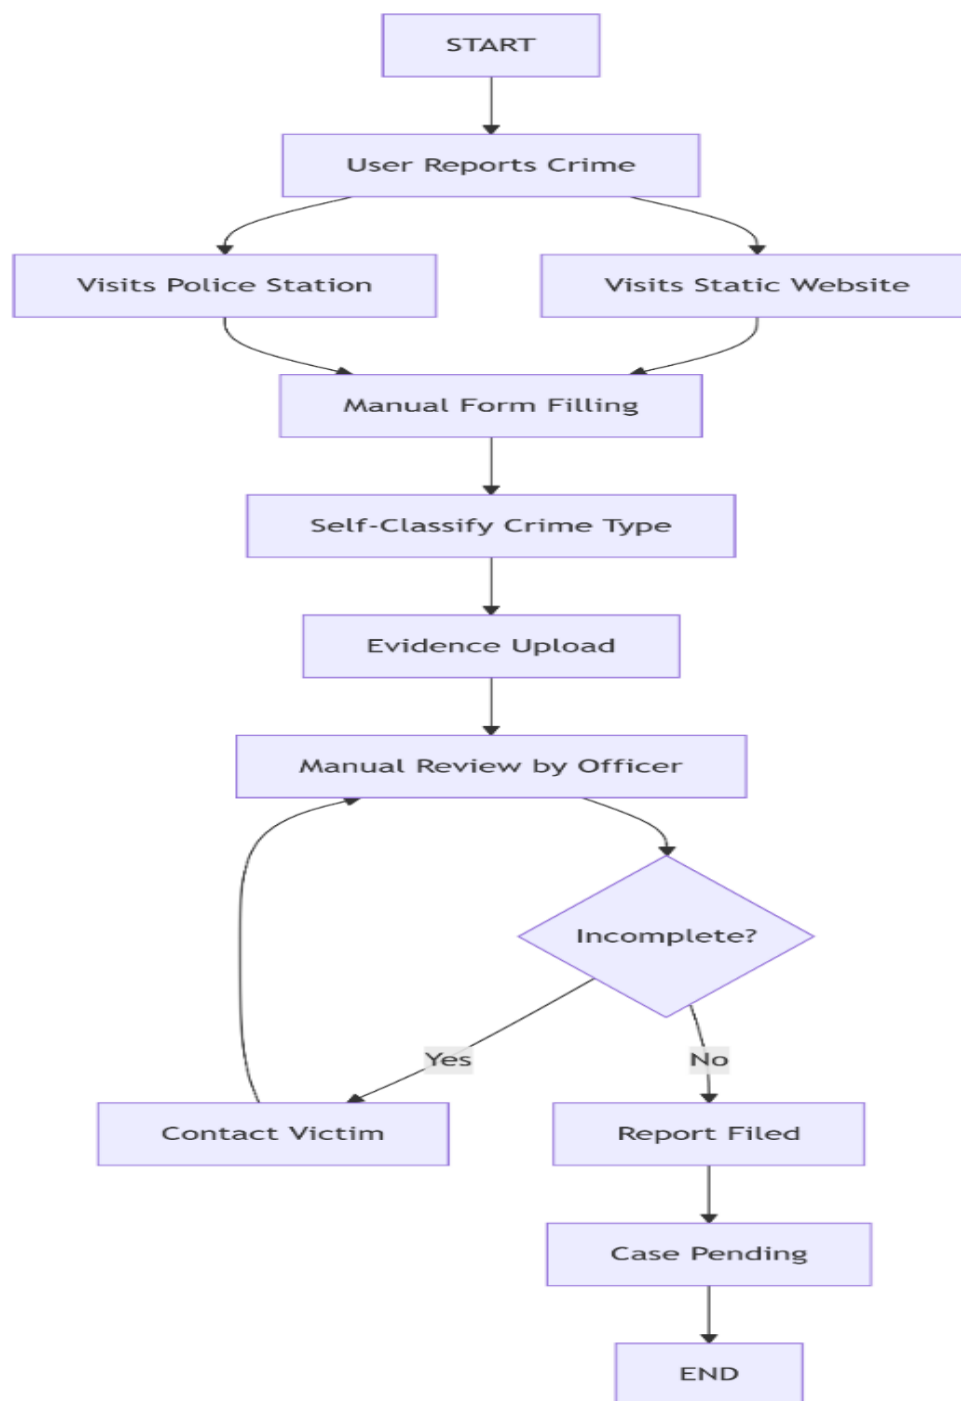 START
User Reports Crime
Visits Police Station
Visits Static Website
Manual Form Filling
Self-Classify Crime Type
Evidence Upload
Manual Review by Officer
Incomplete?
Yes
No
Contact Victim
Report Filed
Case Pending
END